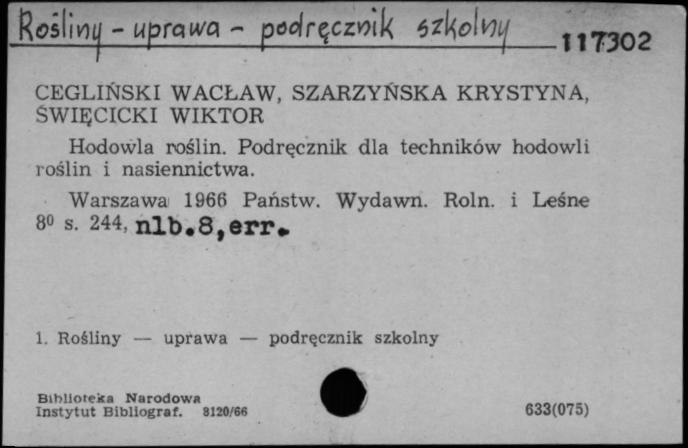 Rośliny - uprawa - podręcznik szkolny
117302
CEGLIŃSKI WACŁAW, SZARZYŃSKA KRYSTYNA,
ŚWIĘCICKI WIKTOR
Hodowla roślin. Podręcznik dla techników hodowli
roślin i nasiennictwa.
Warszawa 1966 Państw. Wydawn. Roln. i Leśne
8⁰ s. 244, nlb.8,err.
1. Rośliny — uprawa — podręcznik szkolny
Biblioteka Narodowa
Instytut Bibliograf. 3120/66
633(075)